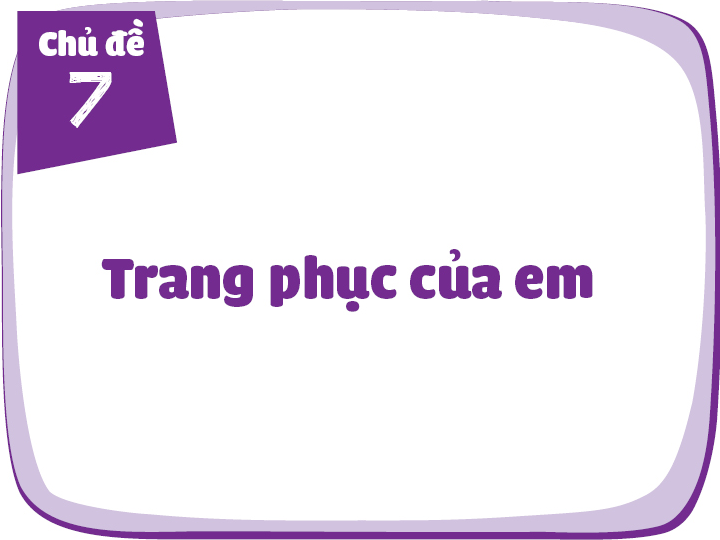 Chủ đề
7
Trang phục của em